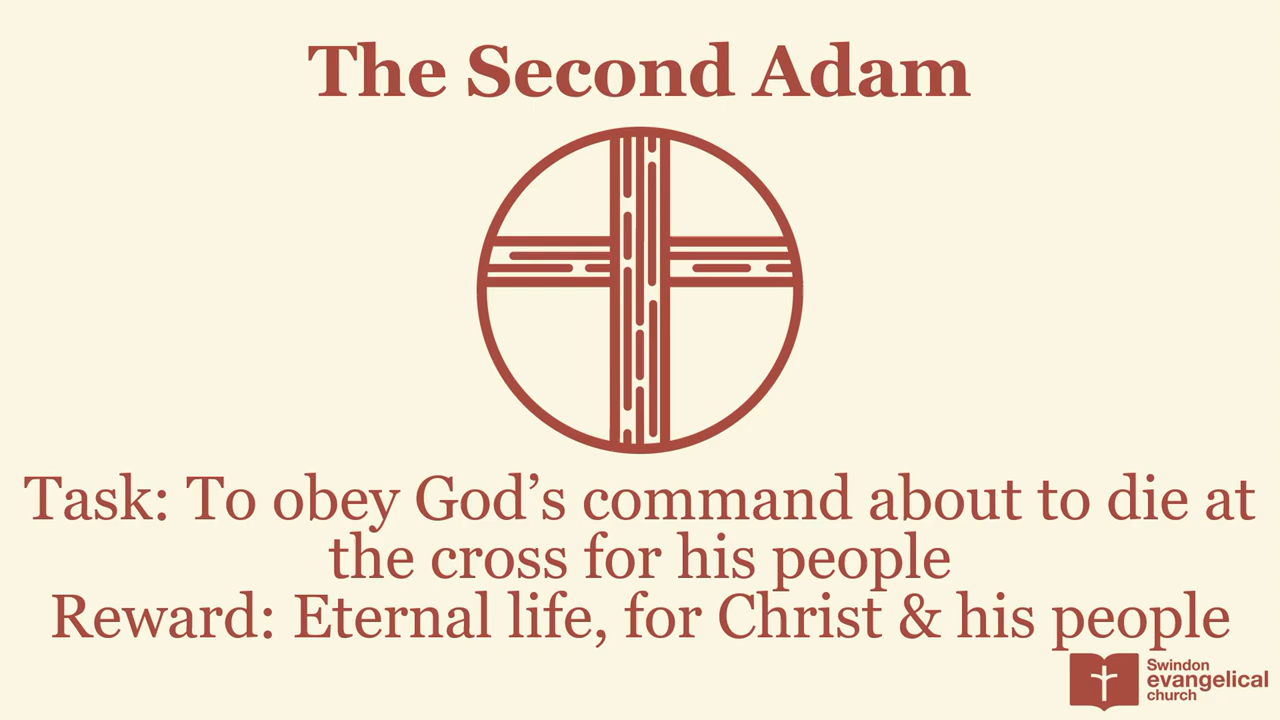 The Second Adam
Task: To obey God’s command about to die at
the cross for his people
Reward: Eternal life, for Christ & his people
Swindon
evangelical
church